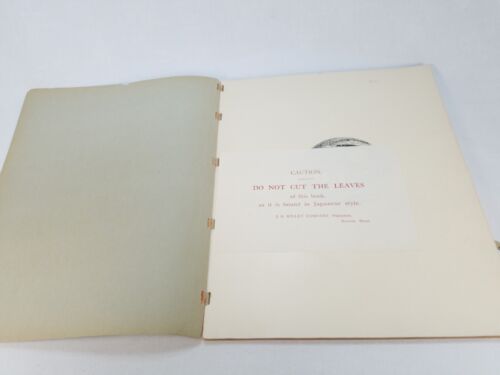 CAUTION.
DO NOT CUT THE LEAVES
of this book,
as it is bound in Japanese style.
J. B. MILLET COMPANY, Publishers,
Boston, Mass.